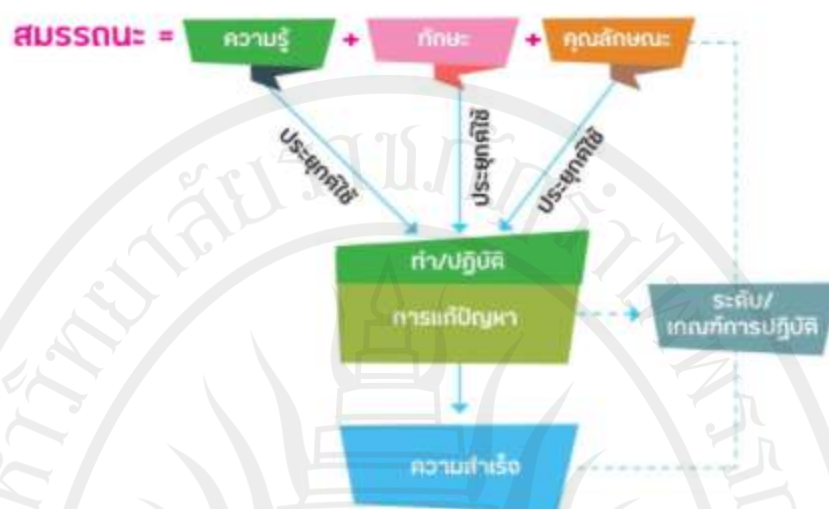 สมรรถนะ = ความรู้ + ทักษะ + คุณลักษณะ
ประยุกต์ใช้
ประยุกต์ใช้
ประยุกต์ใช้
ทำ/ปฏิบัติ
การแก้ปัญหา
ระดับ/
เกณฑ์การปฏิบัติ
ความสำเร็จ